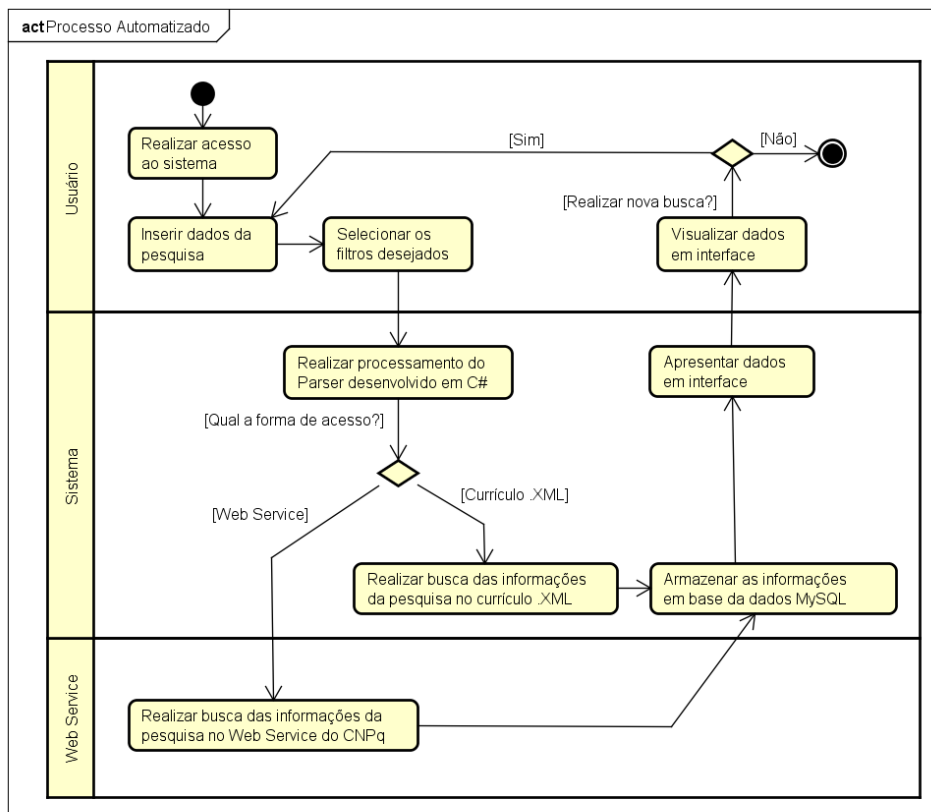 act Processo Automatizado
Usuário
Realizar acesso
ao sistema
[Sim]
[Não]
[Realizar nova busca?]
Inserir dados da
pesquisa
Selecionar os
filtros desejados
Visualizar dados
em interface
Sistema
Realizar processamento do
Parser desenvolvido em C#
Apresentar dados
em interface
[Qual a forma de acesso?]
[Currículo .XML]
[Web Service]
Realizar busca das informações
da pesquisa no currículo .XML
Armazenar as informações
em base da dados MySQL
Web Service
Realizar busca das informações da
pesquisa no Web Service do CNPq